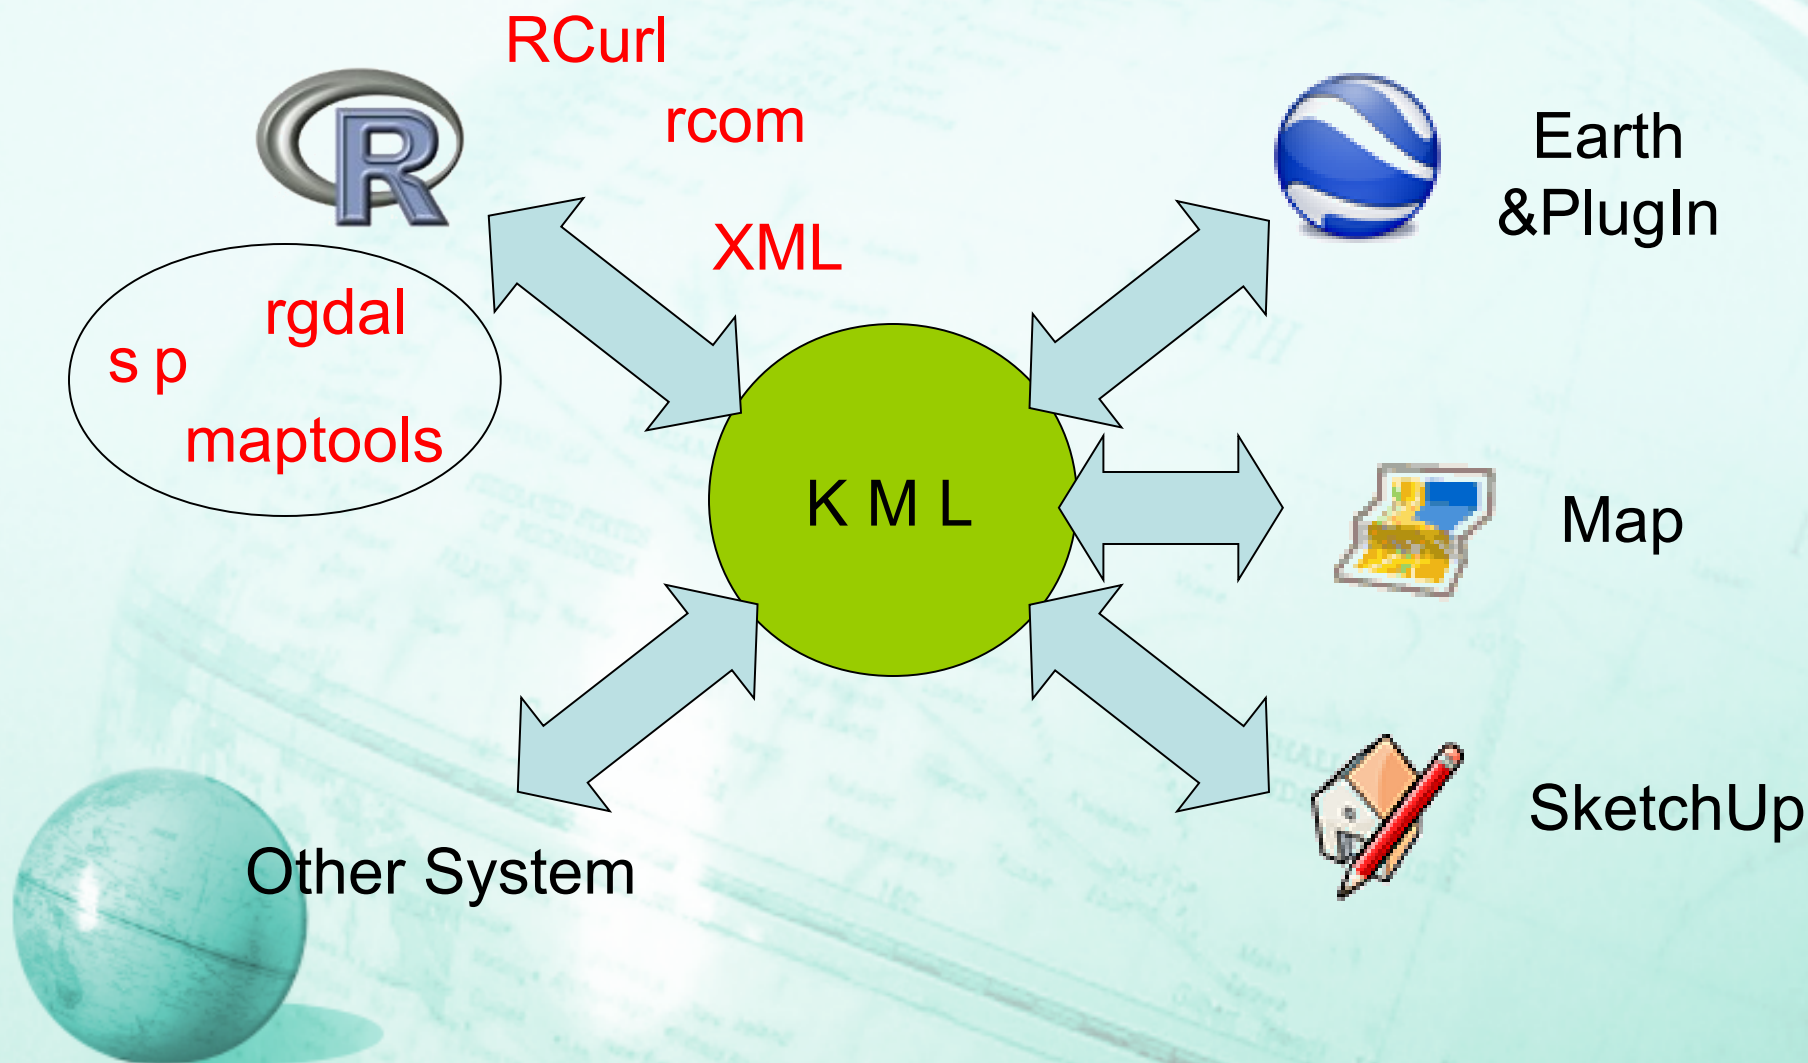 RCurl
rcom
XML
R
rgdal
s p
maptools
K M L
Earth
&PlugIn
Map
SketchUp
Other System